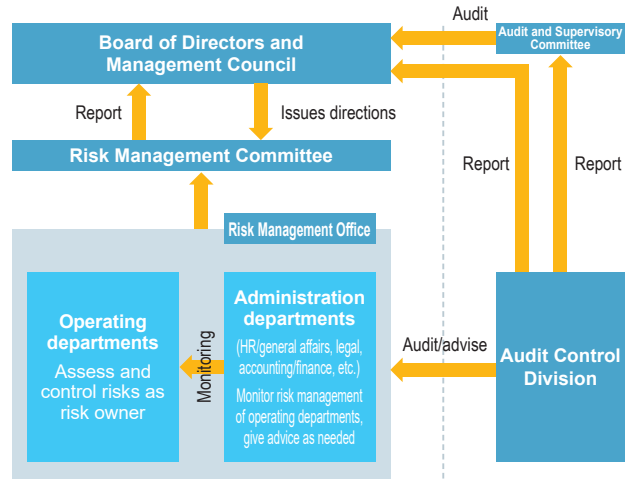 Audit
Board of Directors and
Management Council
Audit and Supervisory
Committee
Report
Issues directions
Risk Management Committee
Report
Report
Risk Management Office
Operating
departments
Assess and
control risks as
risk owner
Monitoring
Administration
departments
(HR/general affairs, legal,
accounting/finance, etc.)
Monitor risk management
of operating departments,
give advice as needed
Audit/advise
Audit Control
Division